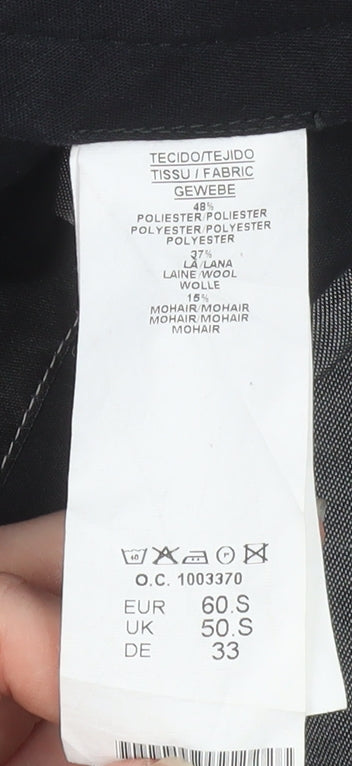 TECIDO/TEJIDO
TISSU / FABRIC
GEWEBE
48%
POLIESTER/POLIESTER
POLYESTER/POLYESTER
POLYESTER
37%
LÃ/LANA
LAINE/WOOL
WOLLE
15%
MOHAIR/MOHAIR
MOHAIR/MOHAIR
MOHAIR
40 P
O.C. 1003370
EUR 60.S
UK 50.S
DE 33